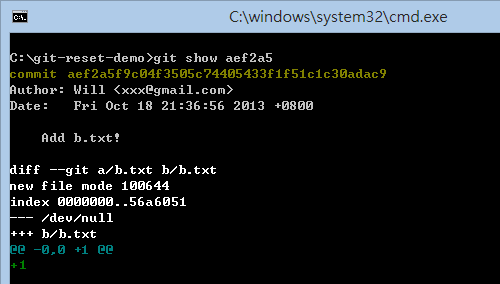 C:\windows\system32\cmd.exe
C:\git-reset-demo>git show aef2a5
commit aef2a5f9c04f3505c74405433f1f51c1c30adac9
Author: Will <xxx@gmail.com>
Date:   Fri Oct 18 21:36:56 2013 +0800
    Add b.txt!
diff --git a/b.txt b/b.txt
new file mode 100644
index 0000000..56a6051
--- /dev/null
+++ b/b.txt
@@ -0,0 +1 @@
+1